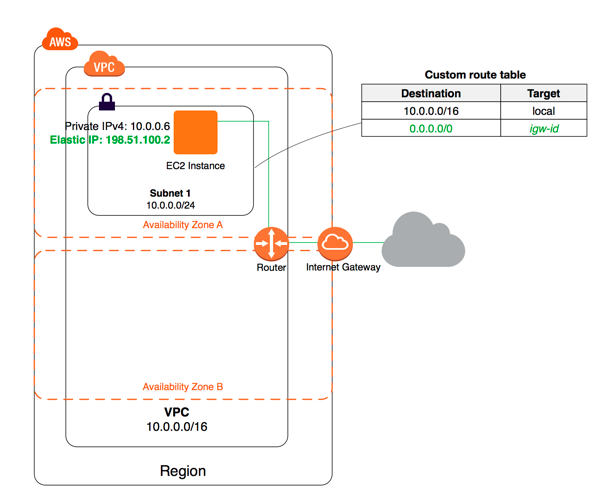 AWS
VPC
Custom route table
Destination Target
10.0.0.0/16 local
0.0.0.0/0 igw-id
Private IPv4: 10.0.0.6
Elastic IP: 198.51.100.2
EC2 Instance
Subnet 1
10.0.0.0/24
Availability Zone A
Router
Internet Gateway
Availability Zone B
VPC
10.0.0.0/16
Region